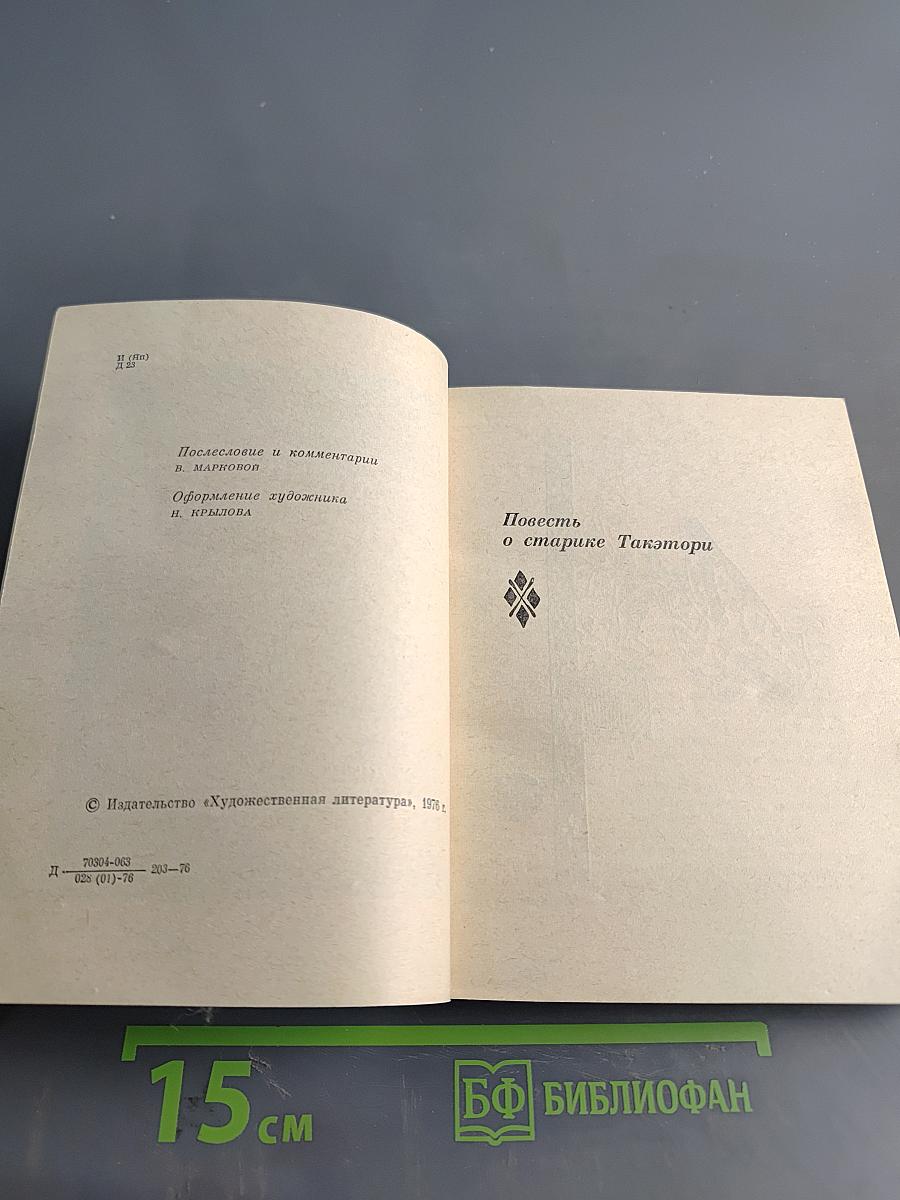 И (Яп)
Д 23
Послесловие и комментарии
В. МАРКОВОЙ
Оформление художника
Н. КРЫЛОВА
© Издательство «Художественная литература», 1976 г.
Д 70304-063
028 (01)-76 203—76
Повесть
о старике Такэтори
15 см
БФ БИБЛИОФАН